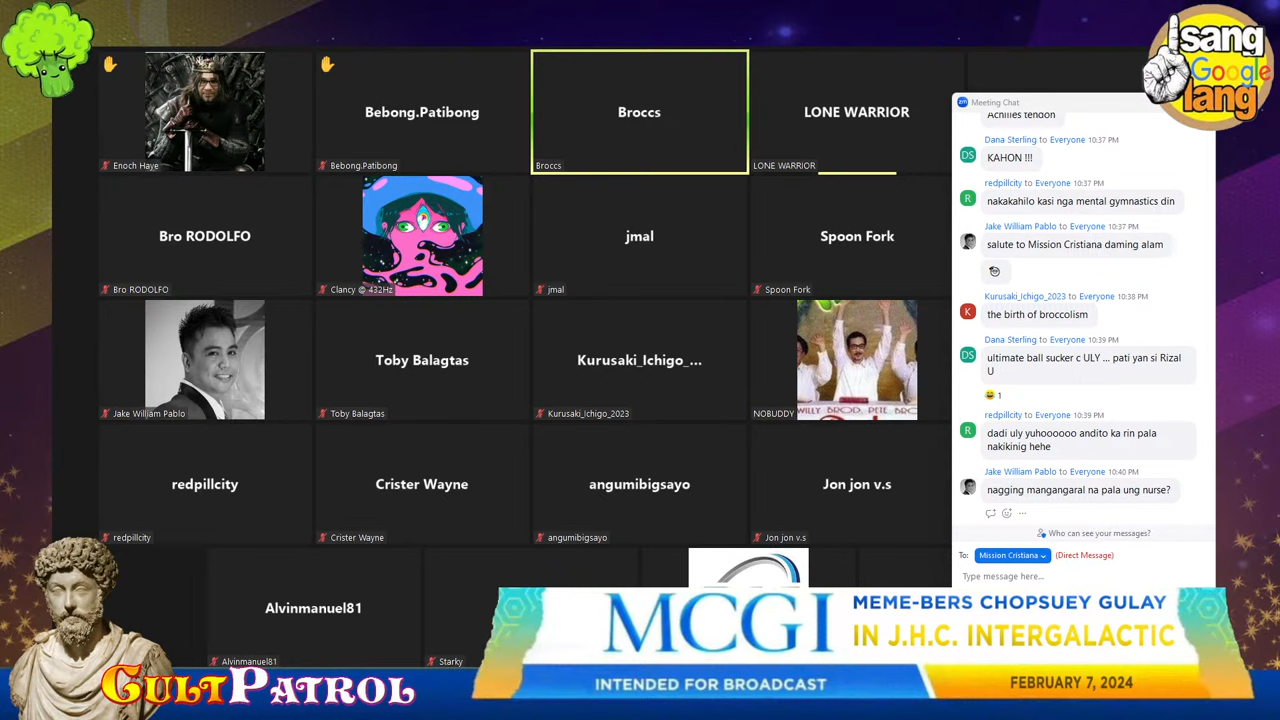 Isang
Google
lang
Enoch Haye
Bebong.Patibong
Bebong.Patibong
Broccs
Broccs
LONE WARRIOR
LONE WARRIOR
Bro RODOLFO
Bro RODOLFO
Clancy @ 432Hz
jmal
jmal
Spoon Fork
Spoon Fork
Jake William Pablo
Toby Balagtas
Toby Balagtas
Kurusaki_Ichigo_...
Kurusaki_Ichigo_2023
WILLY BROD. PETE. BRO
NOBUDDY
redpillcity
redpillcity
Crister Wayne
Crister Wayne
angumibigsayo
angumibigsayo
Jon jon v.s
Jon jon v.s
Alvinmanuel81
Alvinmanuel81
Starky
zm Meeting Chat
Achilles tendon
Dana Sterling to Everyone 10:37 PM
DS
KAHON !!!
redpillcity to Everyone 10:37 PM
R
nakakahilo kasi nga mental gymnastics din
Jake William Pablo to Everyone 10:37 PM
salute to Mission Cristiana daming alam
Kurusaki_Ichigo_2023 to Everyone 10:38 PM
K
the birth of broccolism
Dana Sterling to Everyone 10:39 PM
DS
ultimate ball sucker c ULY ... pati yan si Rizal
U
1
redpillcity to Everyone 10:39 PM
R
dadi uly yuhoooooo andito ka rin pala
nakikinig hehe
Jake William Pablo to Everyone 10:40 PM
nagging mangangaral na pala ung nurse?
...
Who can see your messages?
To: Mission Cristiana (Direct Message)
Type message here...
CULTPATROL
MCGI
MEME-BERS CHOPSUEY GULAY
IN J.H.C. INTERGALACTIC
INTENDED FOR BROADCAST
FEBRUARY 7, 2024